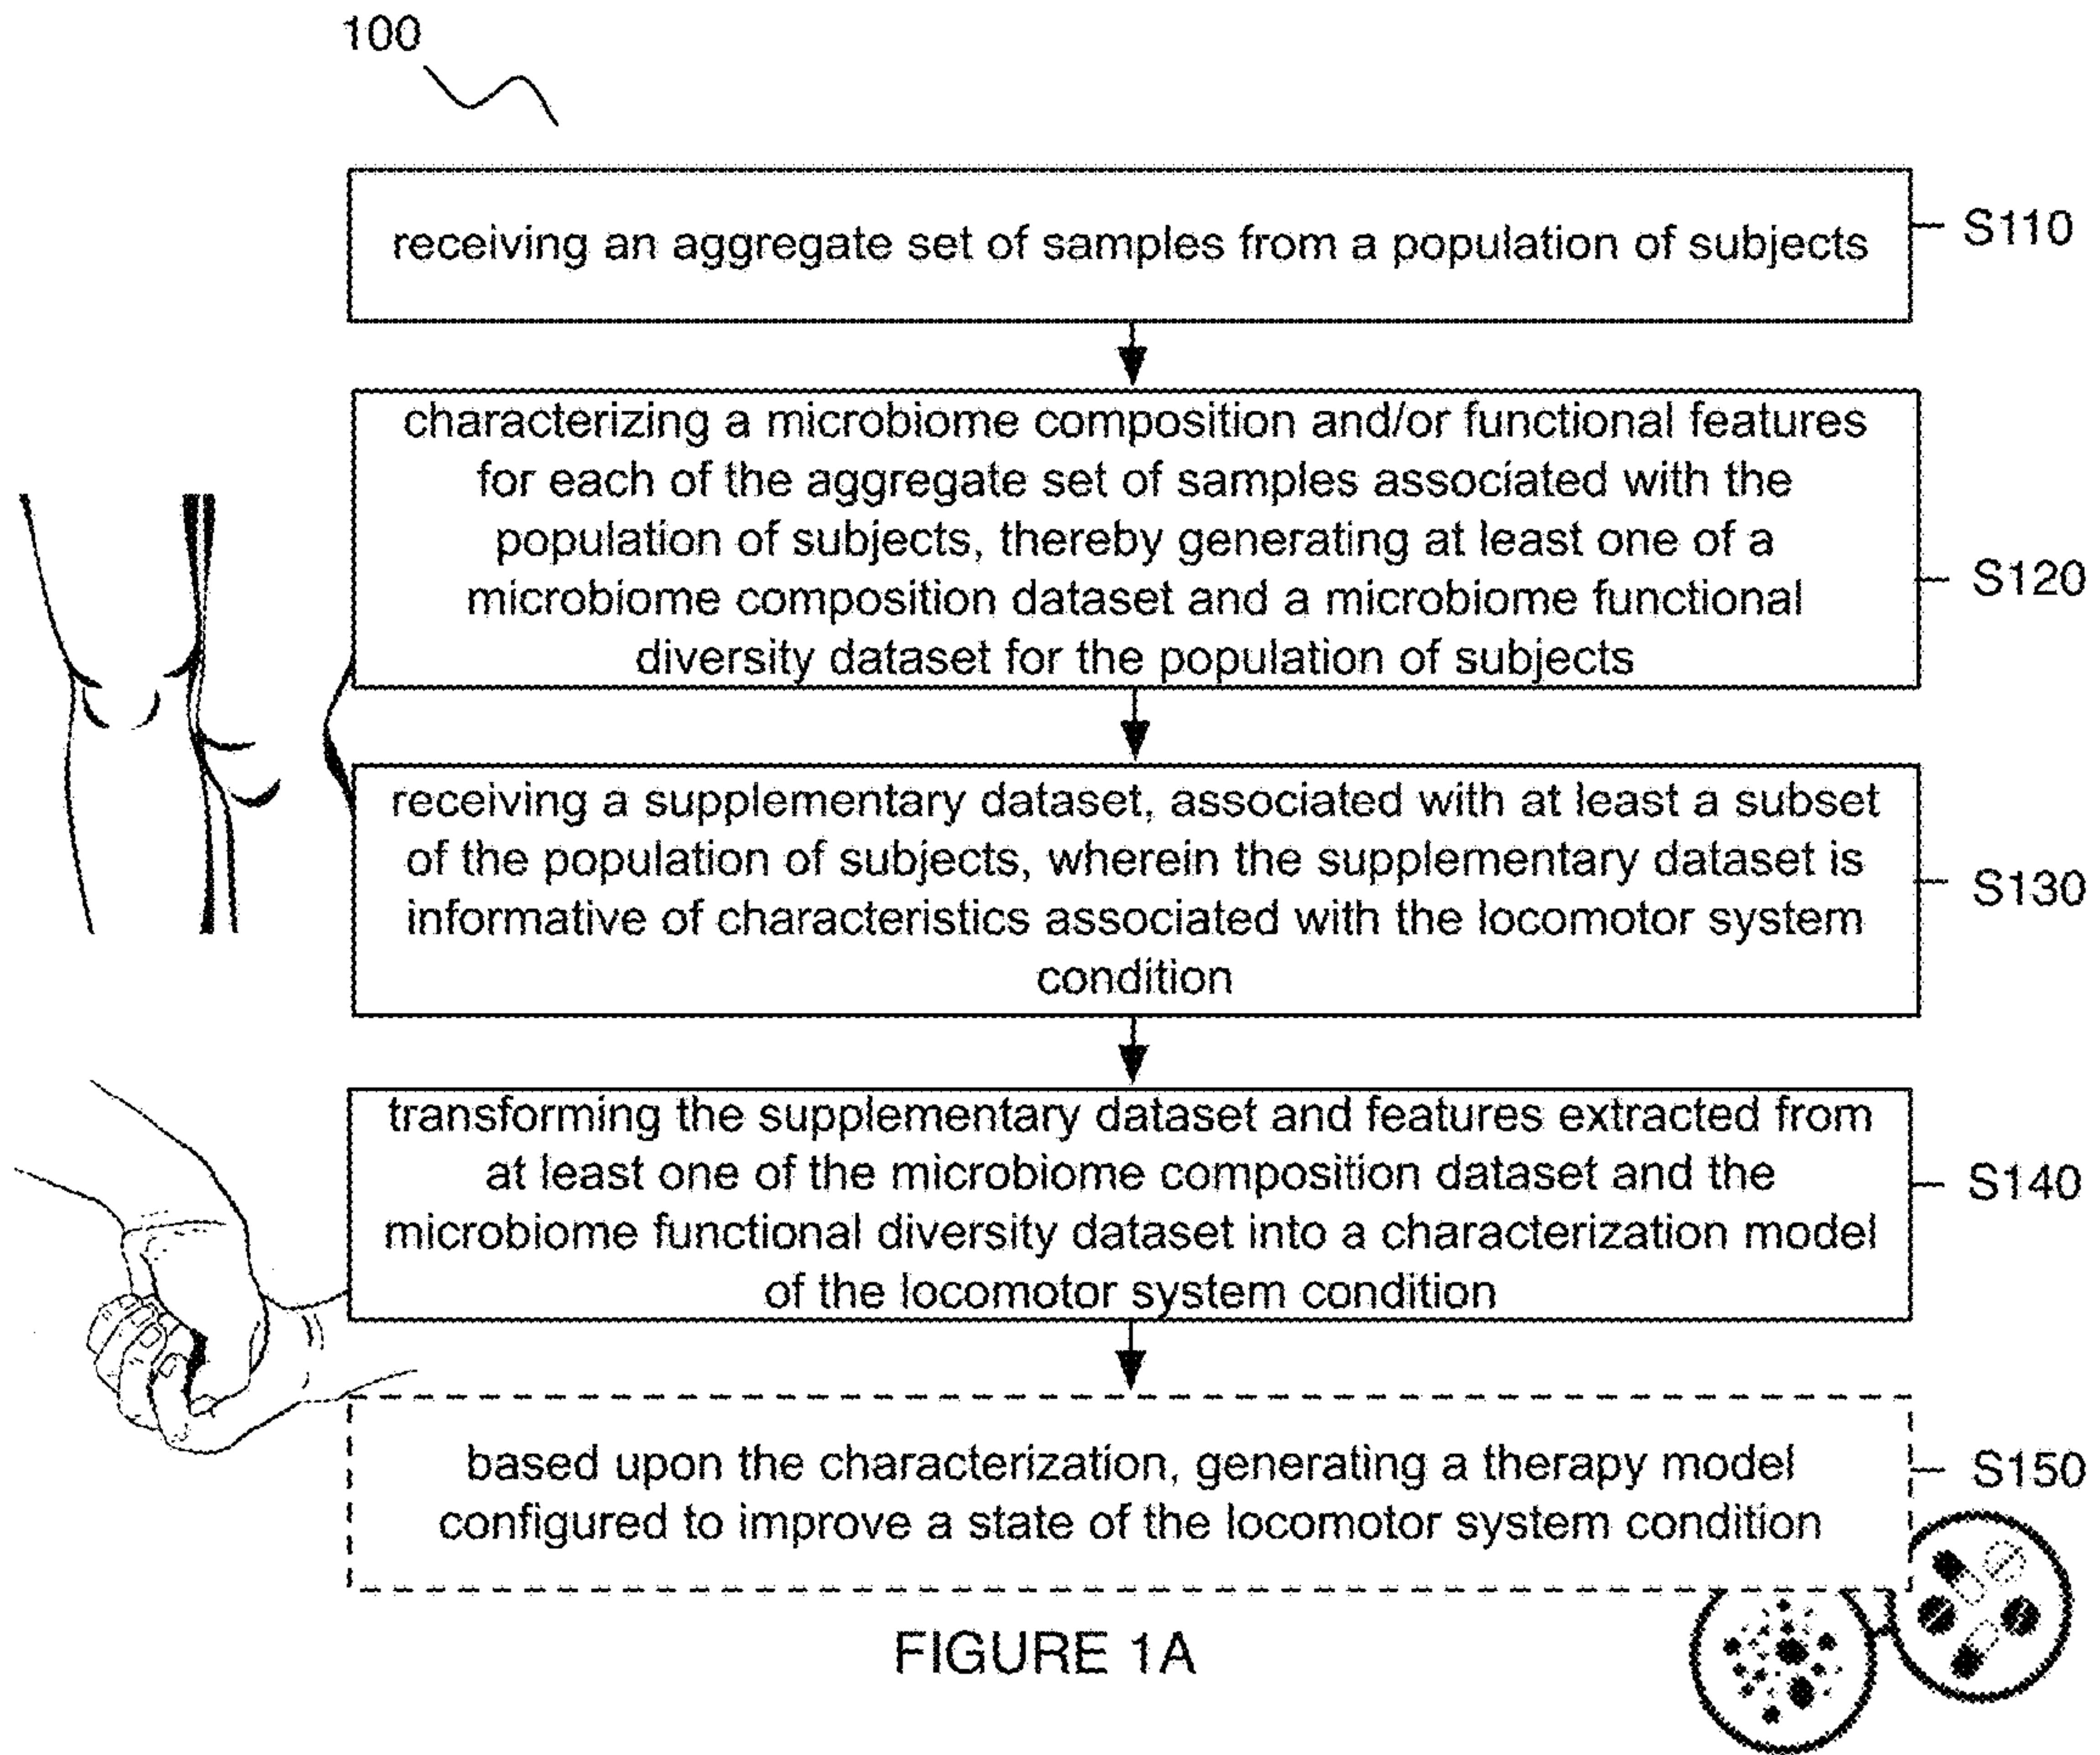 100
receiving an aggregate set of samples from a population of subjects
S110
characterizing a microbiome composition and/or functional features
for each of the aggregate set of samples associated with the
population of subjects, thereby generating at least one of a
microbiome composition dataset and a microbiome functional
diversity dataset for the population of subjects
S120
receiving a supplementary dataset, associated with at least a subset
of the population of subjects, wherein the supplementary dataset is
informative of characteristics associated with the locomotor system
condition
S130
transforming the supplementary dataset and features extracted from
at least one of the microbiome composition dataset and the
microbiome functional diversity dataset into a characterization model
of the locomotor system condition
S140
based upon the characterization, generating a therapy model
configured to improve a state of the locomotor system condition
S150
FIGURE 1A